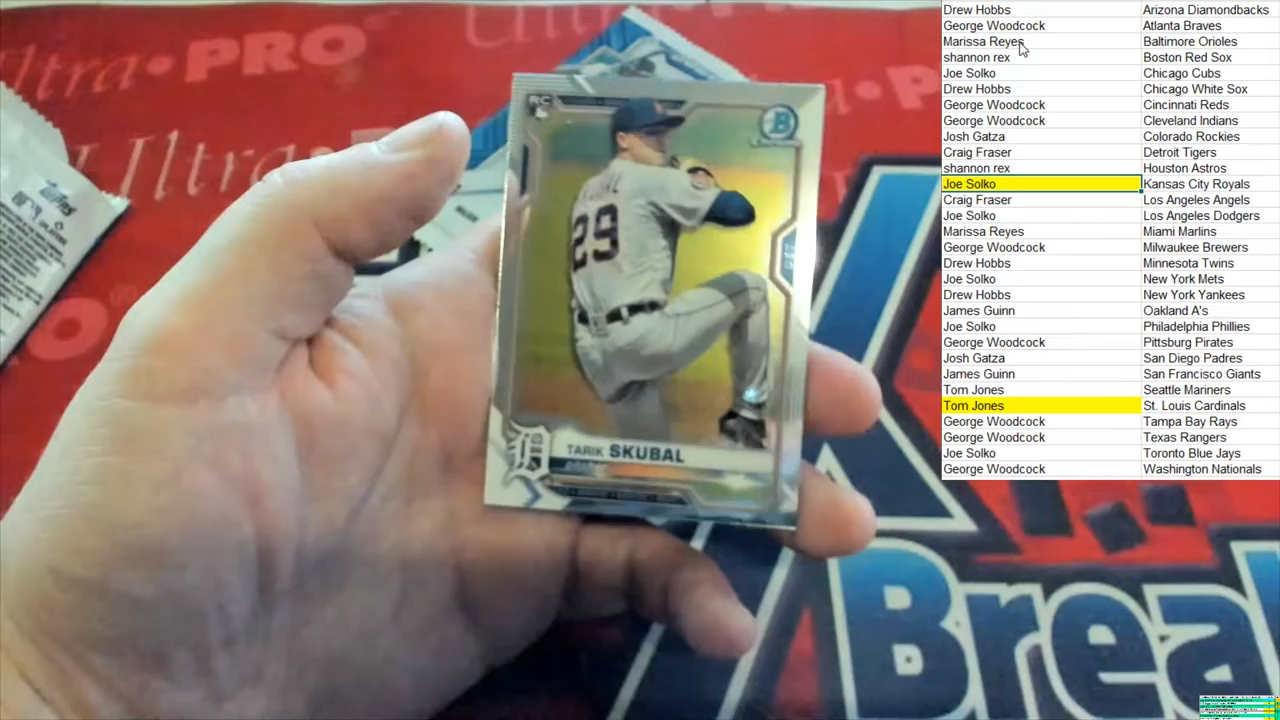 Drew Hobbs Arizona Diamondbacks
George Woodcock Atlanta Braves
Marissa Reyes Baltimore Orioles
shannon rex Boston Red Sox
Joe Solko Chicago Cubs
Drew Hobbs Chicago White Sox
George Woodcock Cincinnati Reds
George Woodcock Cleveland Indians
Josh Gatza Colorado Rockies
Craig Fraser Detroit Tigers
shannon rex Houston Astros
Joe Solko Kansas City Royals
Craig Fraser Los Angeles Angels
Joe Solko Los Angeles Dodgers
Marissa Reyes Miami Marlins
George Woodcock Milwaukee Brewers
Drew Hobbs Minnesota Twins
Joe Solko New York Mets
Drew Hobbs New York Yankees
James Guinn Oakland A's
Joe Solko Philadelphia Phillies
George Woodcock Pittsburg Pirates
Josh Gatza San Diego Padres
James Guinn San Francisco Giants
Tom Jones Seattle Mariners
Tom Jones St. Louis Cardinals
George Woodcock Tampa Bay Rays
George Woodcock Texas Rangers
Joe Solko Toronto Blue Jays
George Woodcock Washington Nationals
Ultra PRO
Ultra
PRO
topps
RC
B
29
TARIK SKUBAL
D
Brea